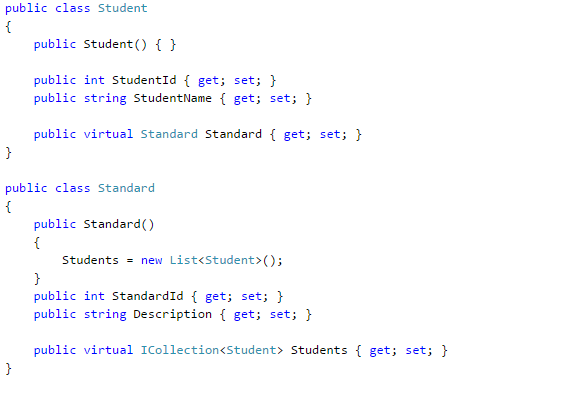 public class Student
{
    public Student() { }

    public int StudentId { get; set; }
    public string StudentName { get; set; }

    public virtual Standard Standard { get; set; }
}

public class Standard
{
    public Standard()
    {
        Students = new List<Student>();
    }
    public int StandardId { get; set; }
    public string Description { get; set; }

    public virtual ICollection<Student> Students { get; set; }
}